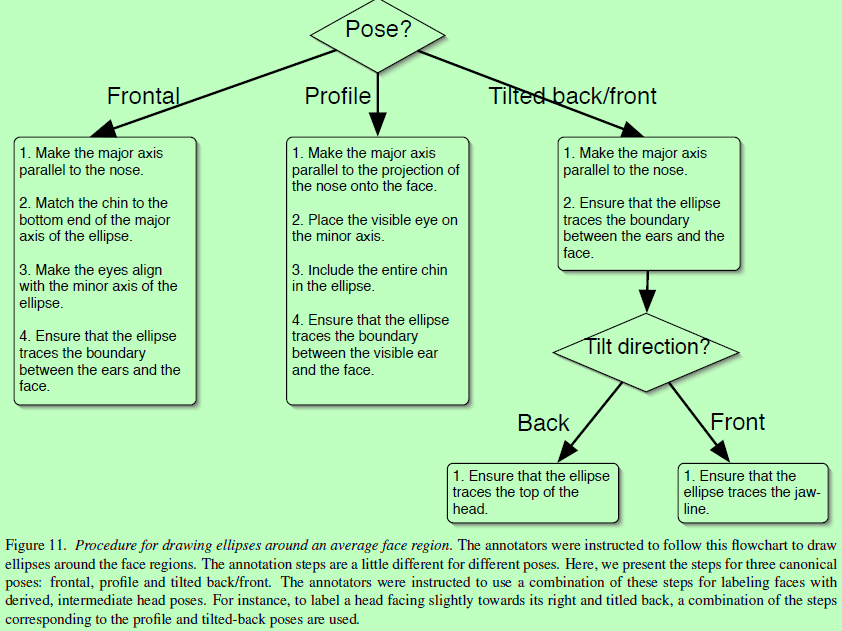 Pose?
Frontal
Profile
Tilted back/front
1. Make the major axis
parallel to the nose.
2. Match the chin to the
bottom end of the major
axis of the ellipse.
3. Make the eyes align
with the minor axis of the
ellipse.
4. Ensure that the ellipse
traces the boundary
between the ears and the
face.
1. Make the major axis
parallel to the projection of
the nose onto the face.
2. Place the visible eye on
the minor axis.
3. Include the entire chin
in the ellipse.
4. Ensure that the ellipse
traces the boundary
between the visible ear
and the face.
1. Make the major axis
parallel to the nose.
2. Ensure that the ellipse
traces the boundary
between the ears and the
face.
Tilt direction?
Back
Front
1. Ensure that the ellipse
traces the top of the
head.
1. Ensure that the
ellipse traces the jaw-
line.
Figure 11. Procedure for drawing ellipses around an average face region. The annotators were instructed to follow this flowchart to draw
ellipses around the face regions. The annotation steps are a little different for different poses. Here, we present the steps for three canonical
poses: frontal, profile and tilted back/front. The annotators were instructed to use a combination of these steps for labeling faces with
derived, intermediate head poses. For instance, to label a head facing slightly towards its right and titled back, a combination of the steps
corresponding to the profile and tilted-back poses are used.